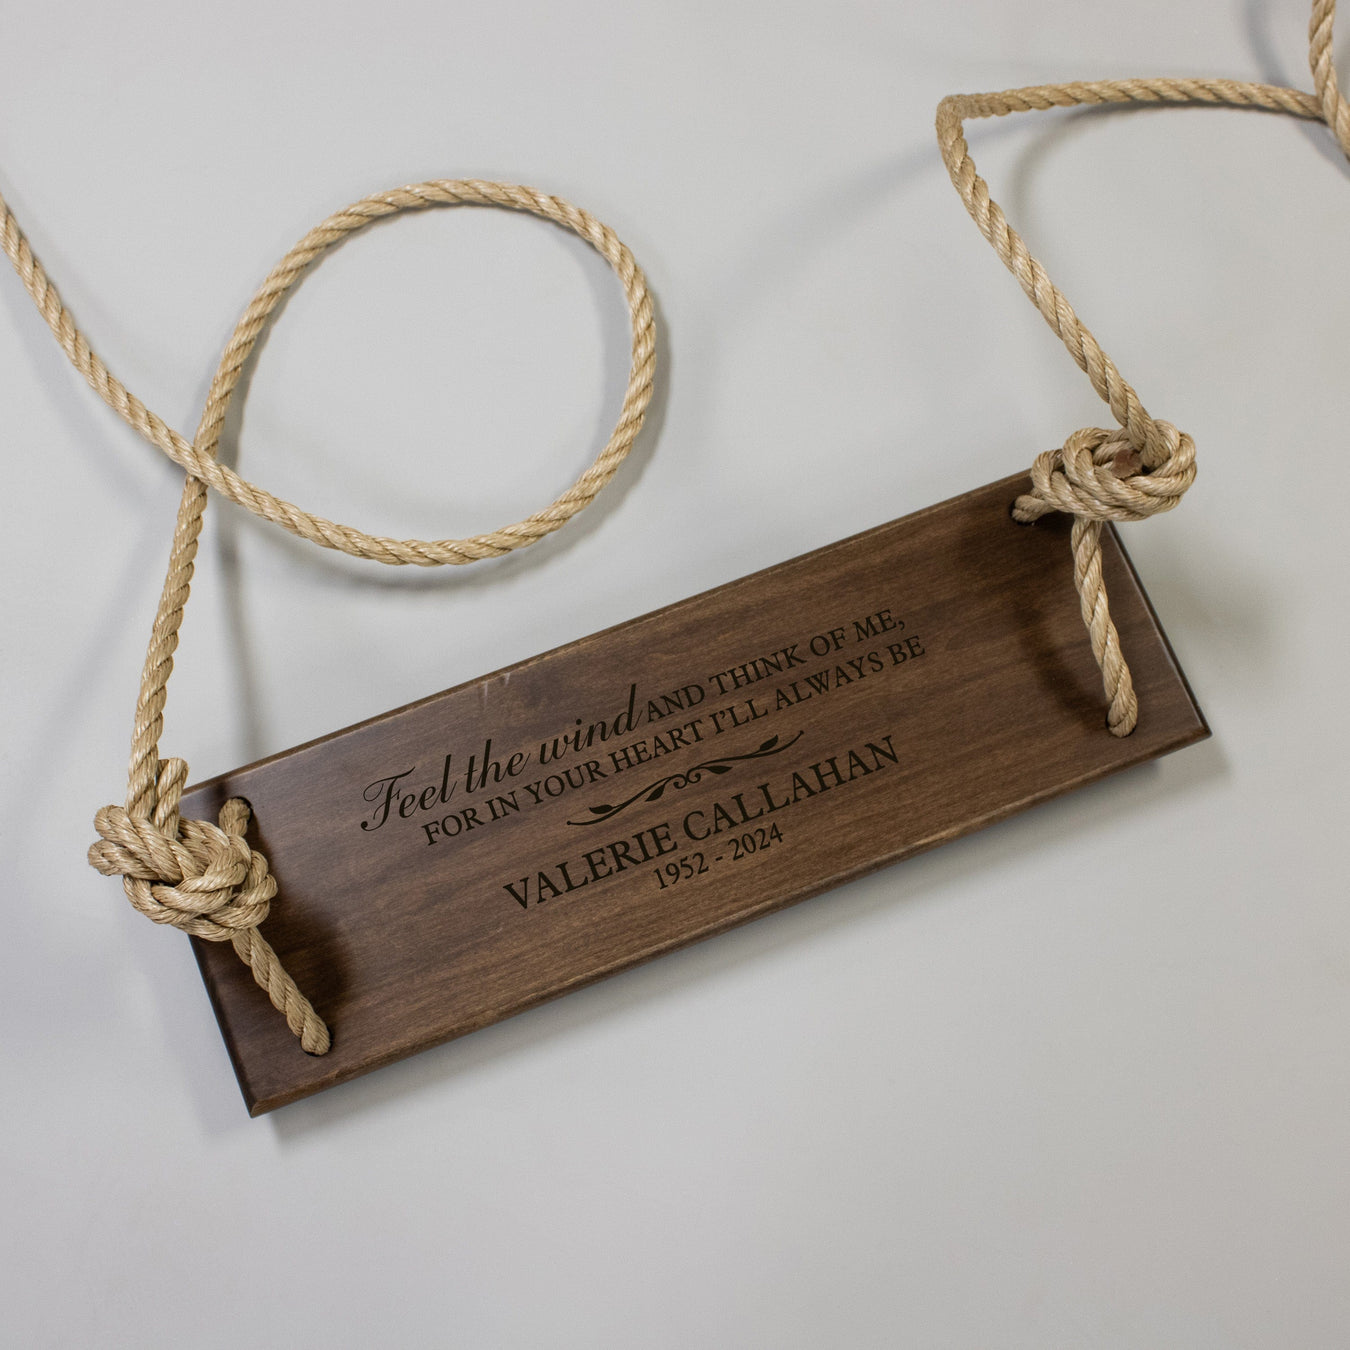 Feel the wind AND THINK OF ME,
FOR IN YOUR HEART I'LL ALWAYS BE
VALERIE CALLAHAN
1952 - 2024